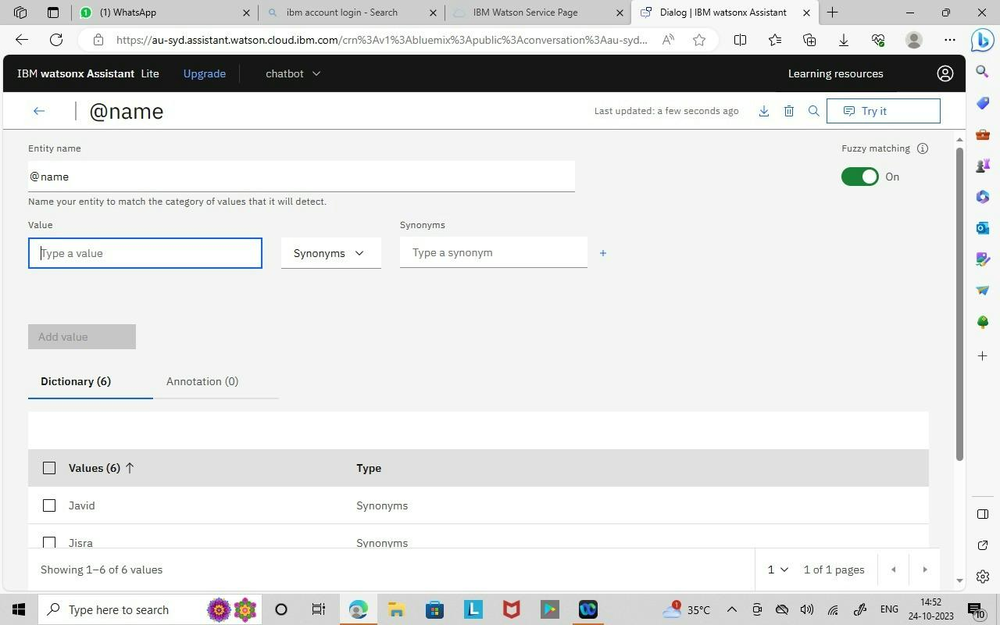 (1) WhatsApp
ibm account login - Search
IBM Watson Service Page
Dialog | IBM watsonx Assistant
https://au-syd.assistant.watson.cloud.ibm.com/crn%3Av1%3Abluemix%3Apublic%3Aconversation%3Aau-syd...
IBM watsonx Assistant Lite
Upgrade
chatbot
Learning resources
@name
Last updated: a few seconds ago
Try it
Entity name
Fuzzy matching
@name
On
Name your entity to match the category of values that it will detect.
Value
Synonyms
Type a value
Synonyms
Type a synonym
Add value
Dictionary (6)
Annotation (0)
Values (6)
Type
Javid
Synonyms
Jisra
Synonyms
Showing 1–6 of 6 values
1
1 of 1 pages
Type here to search
1
35°C
ENG
14:52
24-10-2023
10